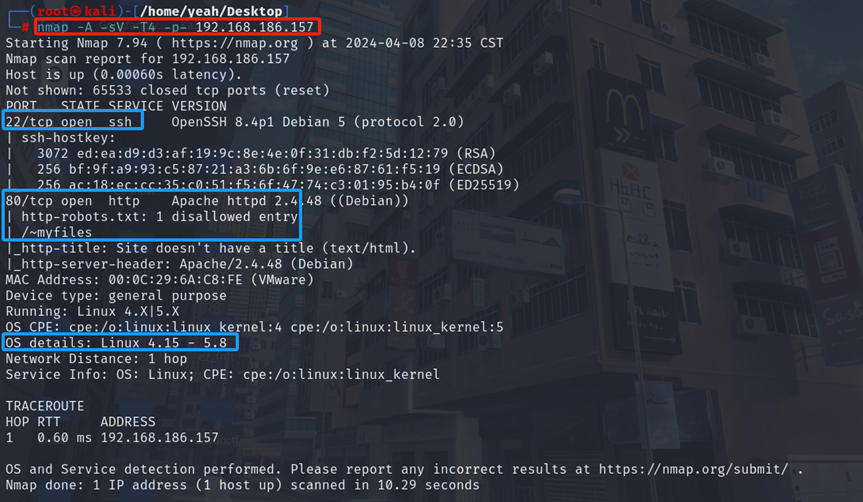 (root㉿kali)-[/home/yeah/Desktop]
# nmap -A -sV -T4 -p- 192.168.186.157
Starting Nmap 7.94 ( https://nmap.org ) at 2024-04-08 22:35 CST
Nmap scan report for 192.168.186.157
Host is up (0.00060s latency).
Not shown: 65533 closed tcp ports (reset)
PORT   STATE SERVICE VERSION
22/tcp open  ssh     OpenSSH 8.4p1 Debian 5 (protocol 2.0)
| ssh-hostkey:
|   3072 ed:ea:d9:d3:af:19:9c:8e:4e:0f:31:db:f2:5d:12:79 (RSA)
|   256 bf:9f:a9:93:c5:87:21:a3:6b:6f:9e:e6:87:61:f5:19 (ECDSA)
|   256 ac:18:ec:cc:35:c0:51:f5:6f:47:74:c3:01:95:b4:0f (ED25519)
80/tcp open  http    Apache httpd 2.4.48 ((Debian))
| http-robots.txt: 1 disallowed entry
| /~myfiles
|_http-title: Site doesn't have a title (text/html).
|_http-server-header: Apache/2.4.48 (Debian)
MAC Address: 00:0C:29:6A:C8:FE (VMware)
Device type: general purpose
Running: Linux 4.X|5.X
OS CPE: cpe:/o:linux:linux_kernel:4 cpe:/o:linux:linux_kernel:5
OS details: Linux 4.15 - 5.8
Network Distance: 1 hop
Service Info: OS: Linux; CPE: cpe:/o:linux:linux_kernel
TRACEROUTE
HOP RTT     ADDRESS
1   0.60 ms 192.168.186.157
OS and Service detection performed. Please report any incorrect results at https://nmap.org/submit/ .
Nmap done: 1 IP address (1 host up) scanned in 10.29 seconds